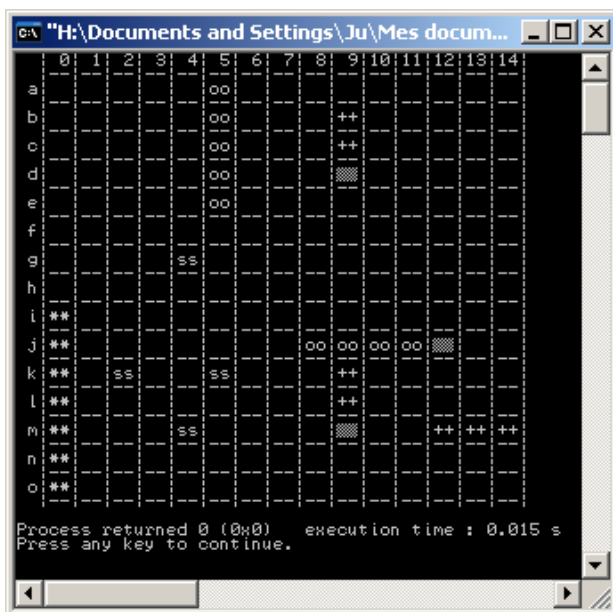 "H:\Documents and Settings\Ju\Mes docum...
0 1 2 3 4 5 6 7 8 9 10 11 12 13 14
a oo
b oo ++
c oo ++
d oo ▒▒
e oo
f
g ss
h
i **
j ** oo oo oo oo ▒▒
k ** ss ss ++
l ** ++
m ** ss ▒▒ ++ ++ ++
n **
o **
Process returned 0 (0x0) execution time : 0.015 s
Press any key to continue.